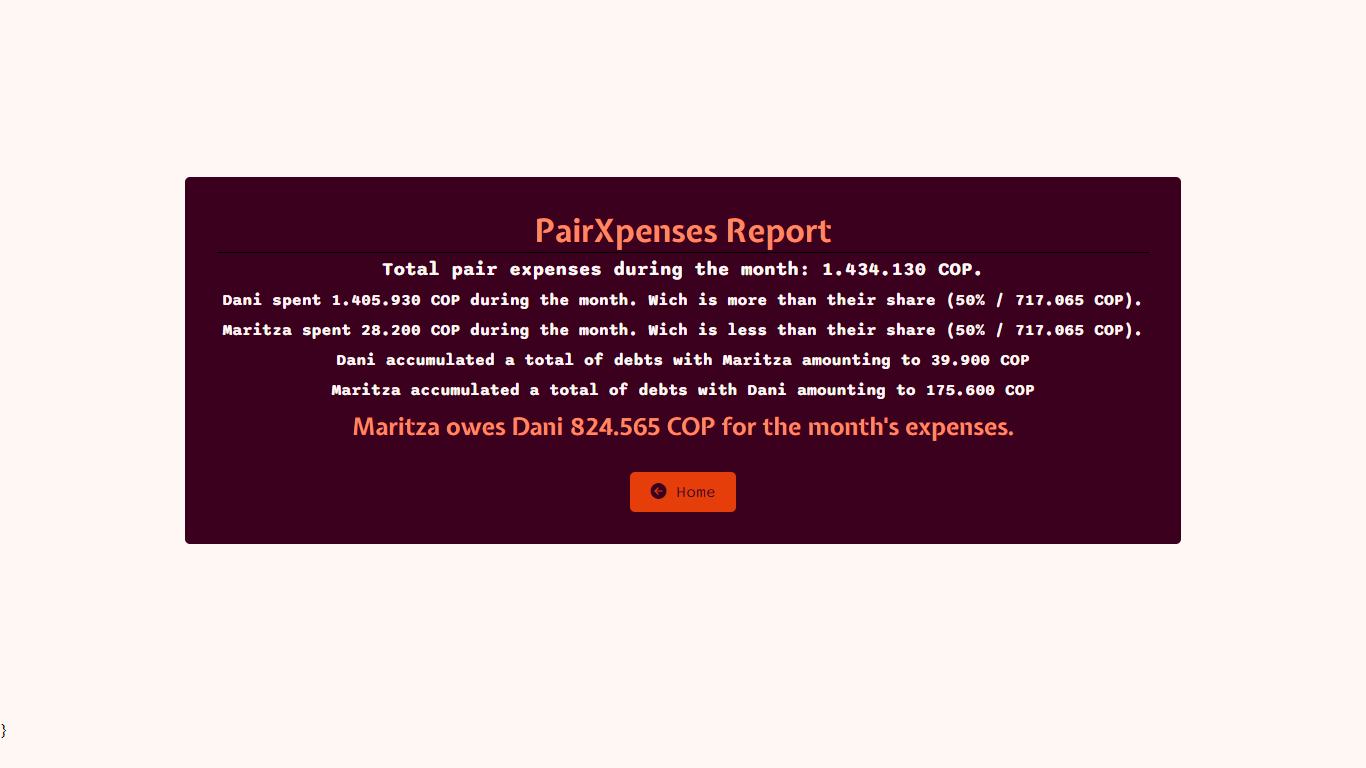 PairXpenses Report
Total pair expenses during the month: 1.434.130 COP.
Dani spent 1.405.930 COP during the month. Wich is more than their share (50% / 717.065 COP).
Maritza spent 28.200 COP during the month. Wich is less than their share (50% / 717.065 COP).
Dani accumulated a total of debts with Maritza amounting to 39.900 COP
Maritza accumulated a total of debts with Dani amounting to 175.600 COP
Maritza owes Dani 824.565 COP for the month's expenses.
Home
}